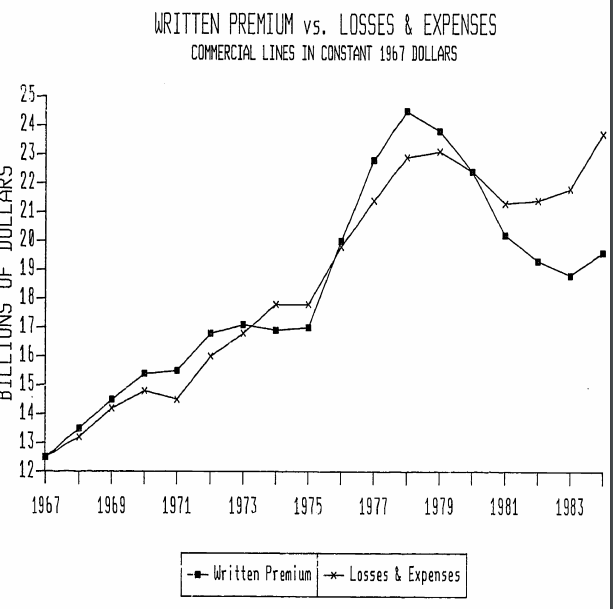 WRITTEN PREMIUM vs. LOSSES & EXPENSES
COMMERCIAL LINES IN CONSTANT 1967 DOLLARS
BILLIONS OF DOLLARS
25
24
23
22
21
20
19
18
17
16
15
14
13
12
1967 1969 1971 1973 1975 1977 1979 1981 1983
Written Premium Losses & Expenses